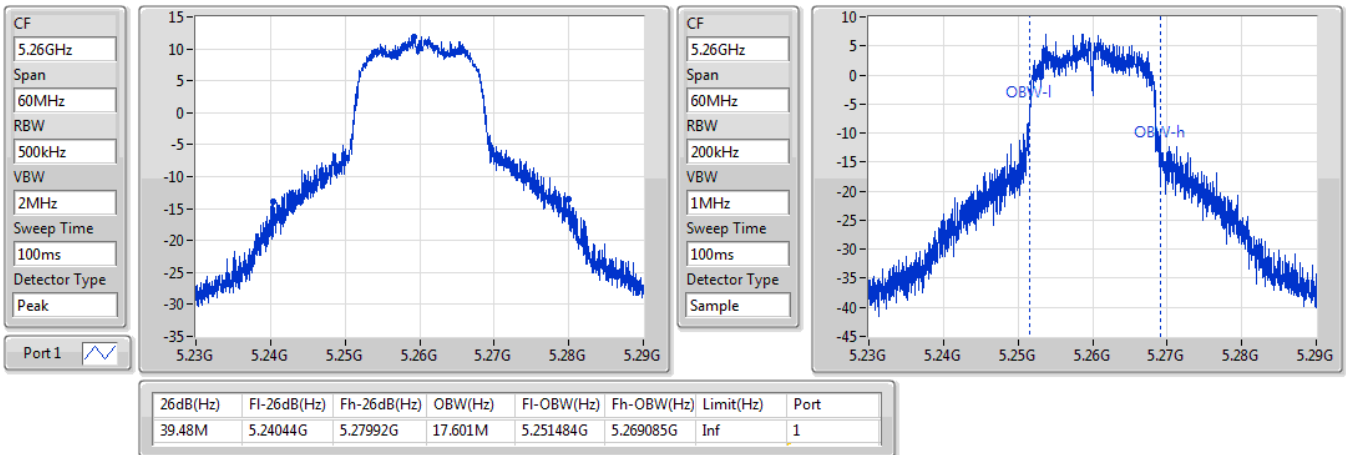 CF
5.26GHz
Span
60MHz
RBW
500kHz
VBW
2MHz
Sweep Time
100ms
Detector Type
Peak
Port 1
15
10
5
0
-5
-10
-15
-20
-25
-30
-35
5.23G 5.24G 5.25G 5.26G 5.27G 5.28G 5.29G
CF
5.26GHz
Span
60MHz
RBW
200kHz
VBW
1MHz
Sweep Time
100ms
Detector Type
Sample
10
5
0
-5
-10
-15
-20
-25
-30
-35
-40
-45
OBW-l
OBW-h
5.23G 5.24G 5.25G 5.26G 5.27G 5.28G 5.29G
26dB(Hz) Fl-26dB(Hz) Fh-26dB(Hz) OBW(Hz) Fl-OBW(Hz) Fh-OBW(Hz) Limit(Hz) Port
39.48M 5.24044G 5.27992G 17.601M 5.251484G 5.269085G Inf 1